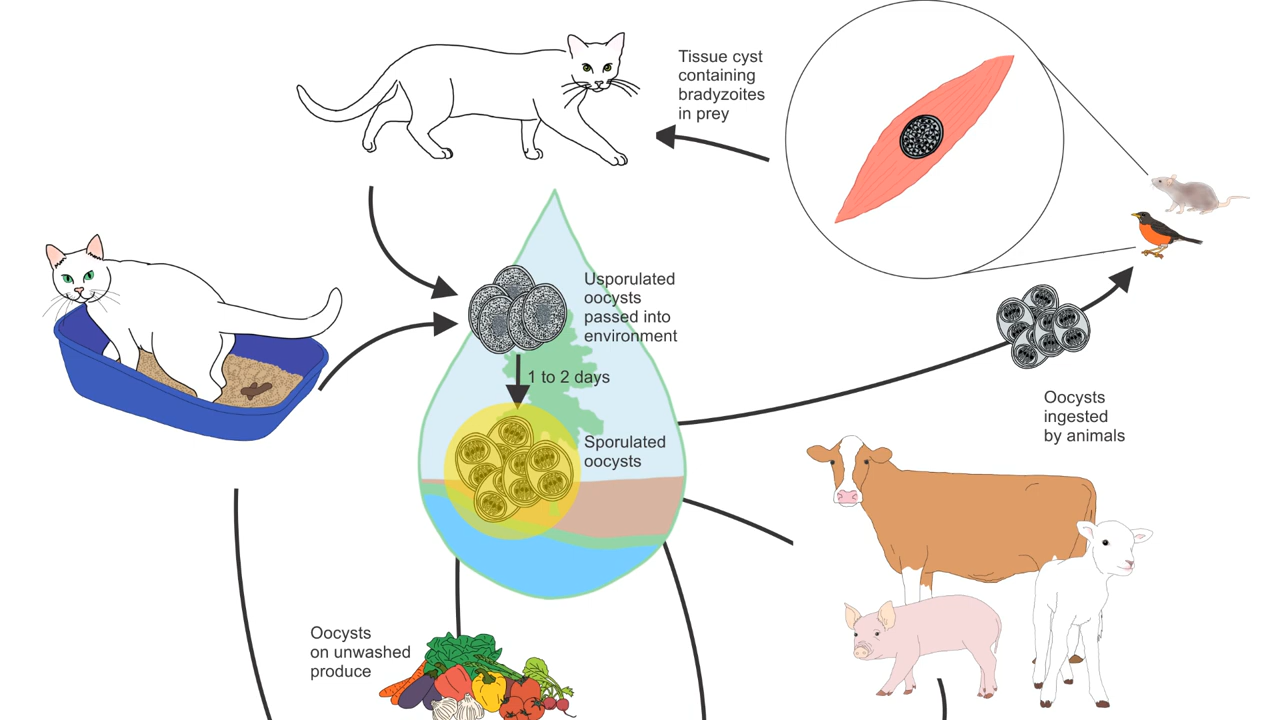 Tissue cyst
containing
bradyzoites
in prey
Usporulated
oocysts
passed into
environment
1 to 2 days
Sporulated
oocysts
Oocysts
ingested
by animals
Oocysts
on unwashed
produce